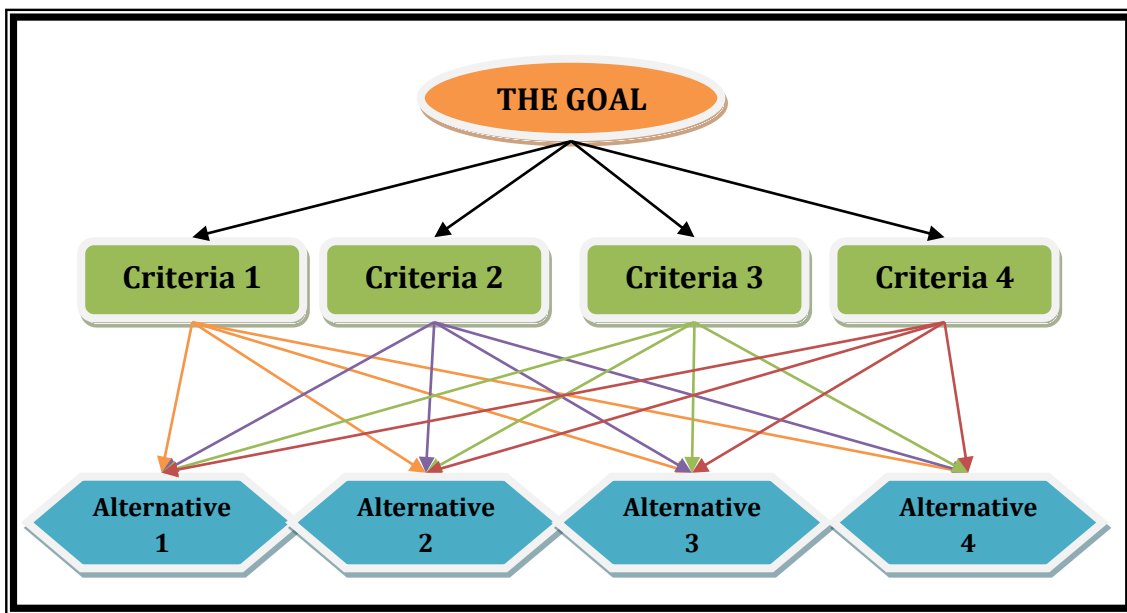 THE GOAL
Criteria 1
Criteria 2
Criteria 3
Criteria 4
Alternative
1
Alternative
2
Alternative
3
Alternative
4